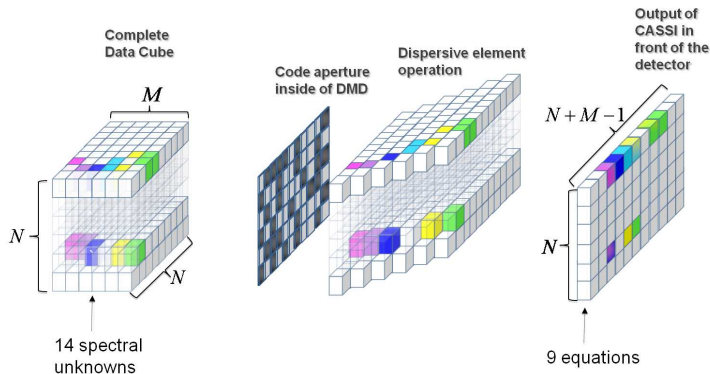 Complete
Data Cube
Code aperture
inside of DMD
Dispersive element
operation
Output of
CASSI in
front of the
detector
M
N
N
N + M − 1
N
14 spectral
unknowns
9 equations